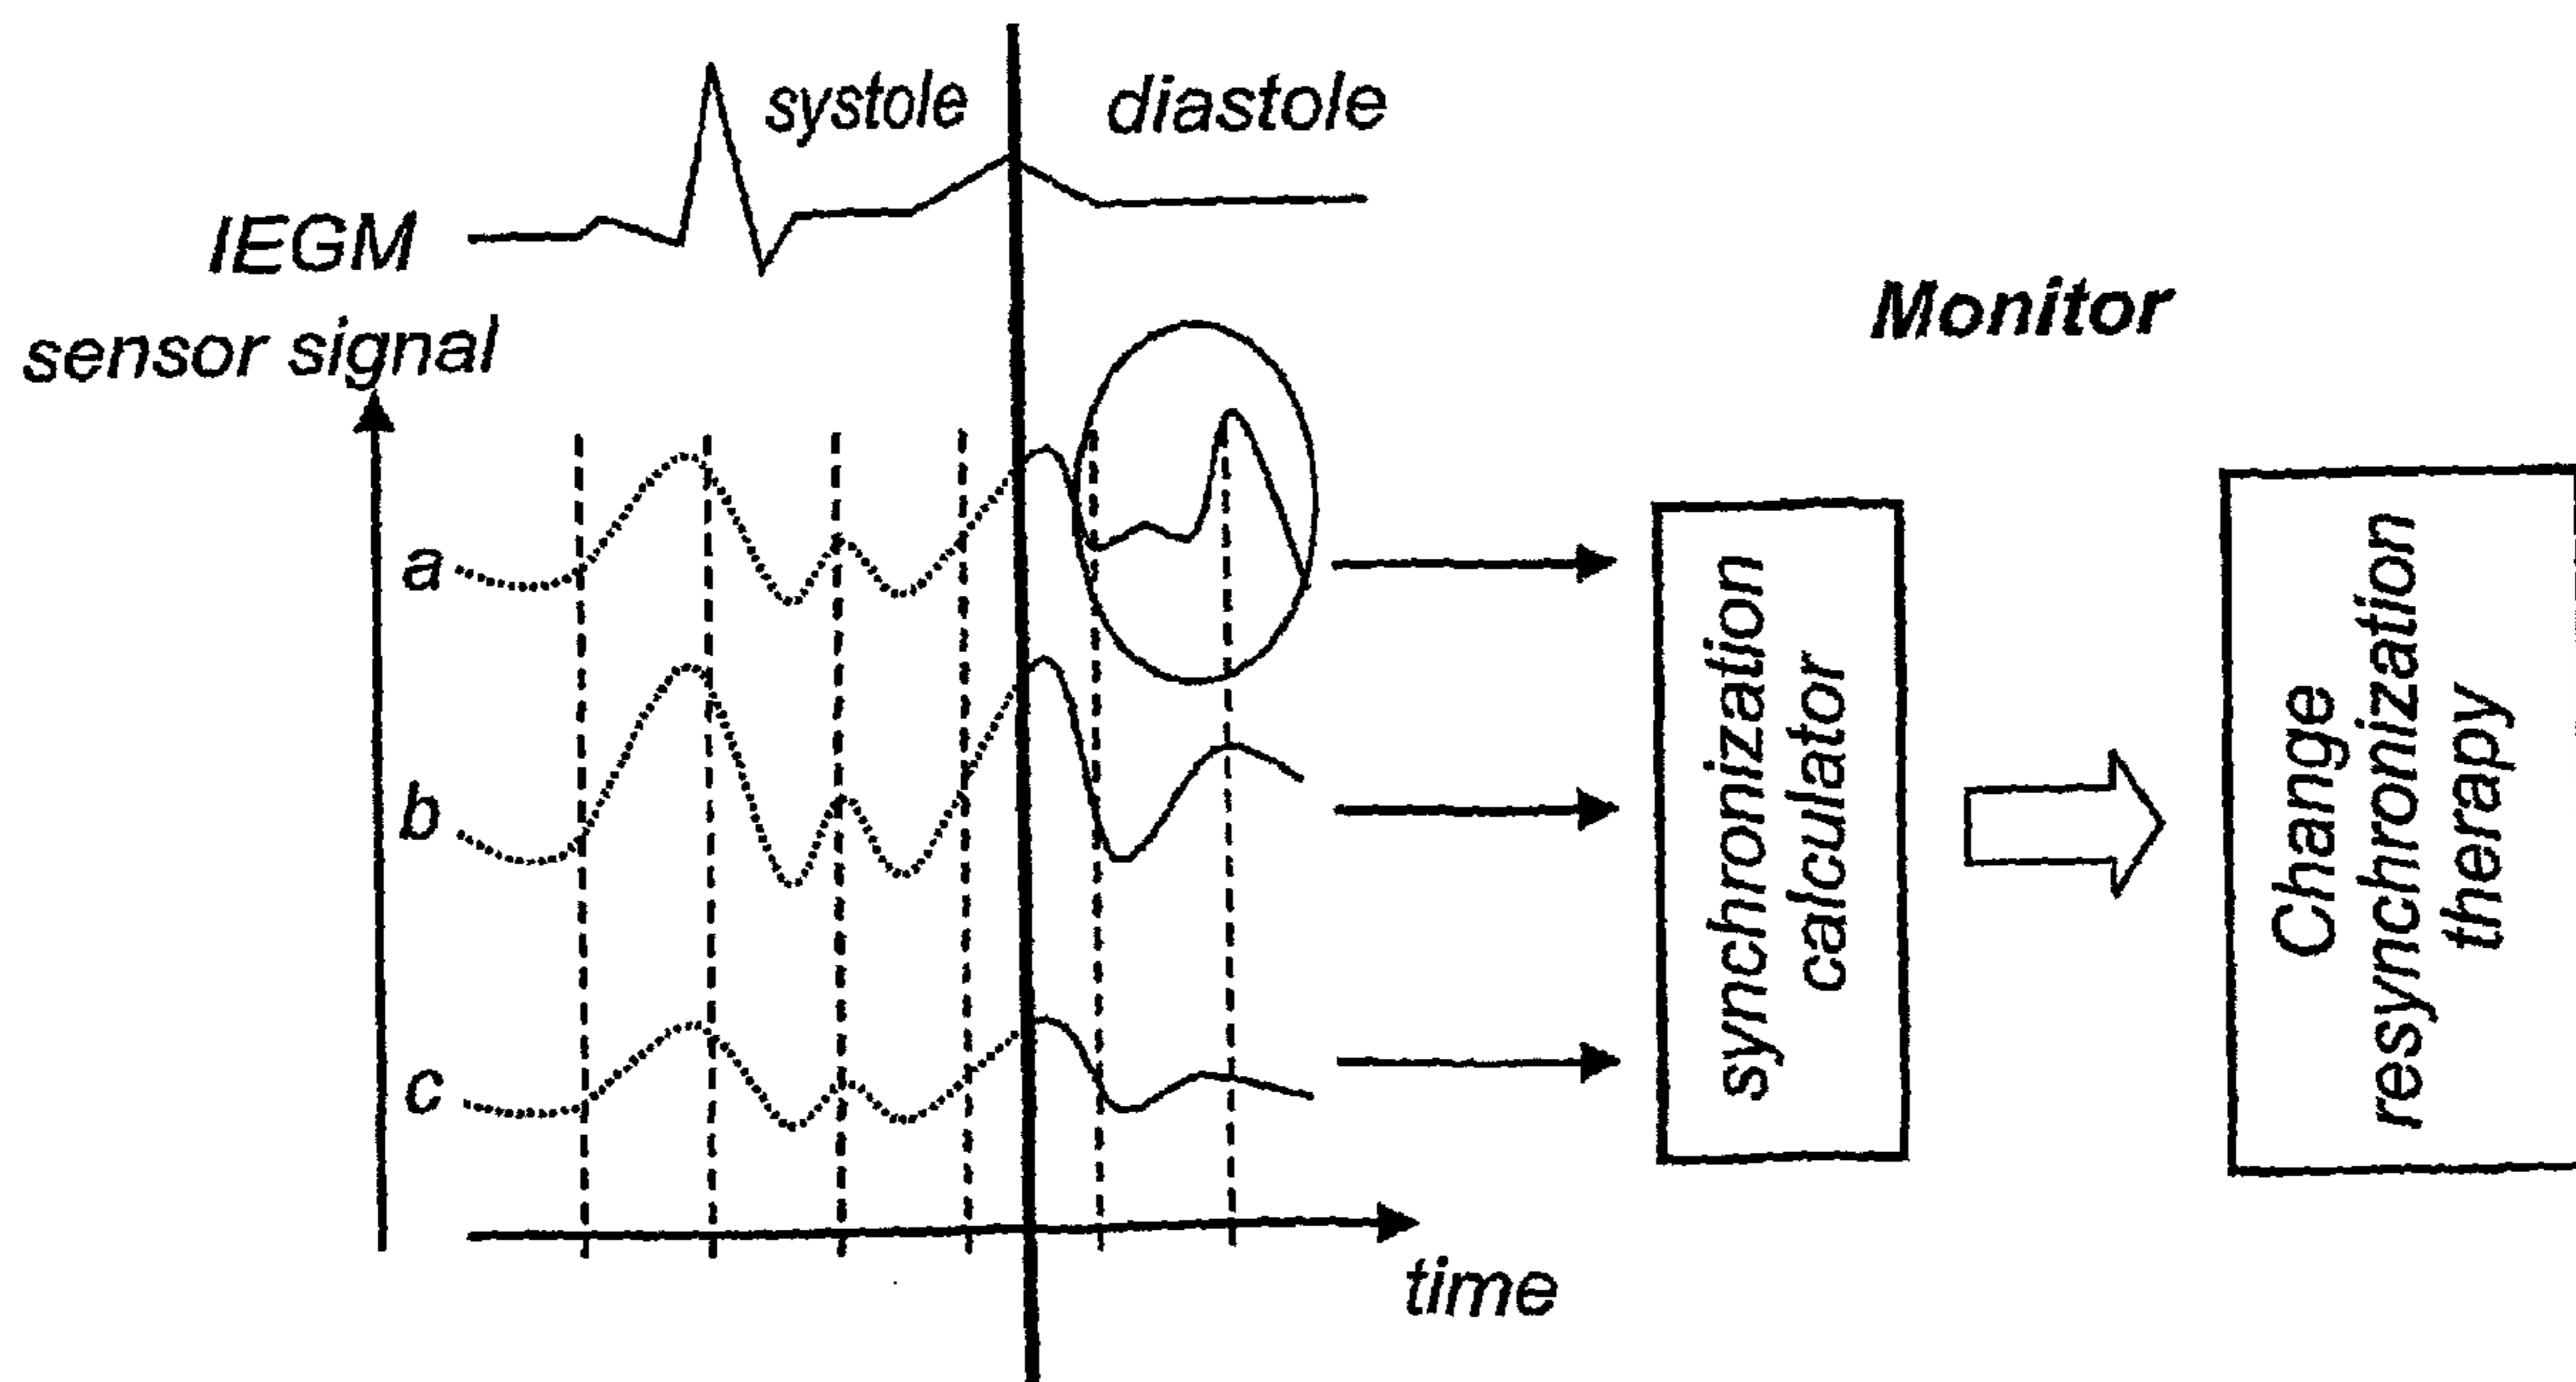 systole
diastole
IEGM
sensor signal
Monitor
a
b
c
synchronization
calculator
Change
resynchronization
therapy
time